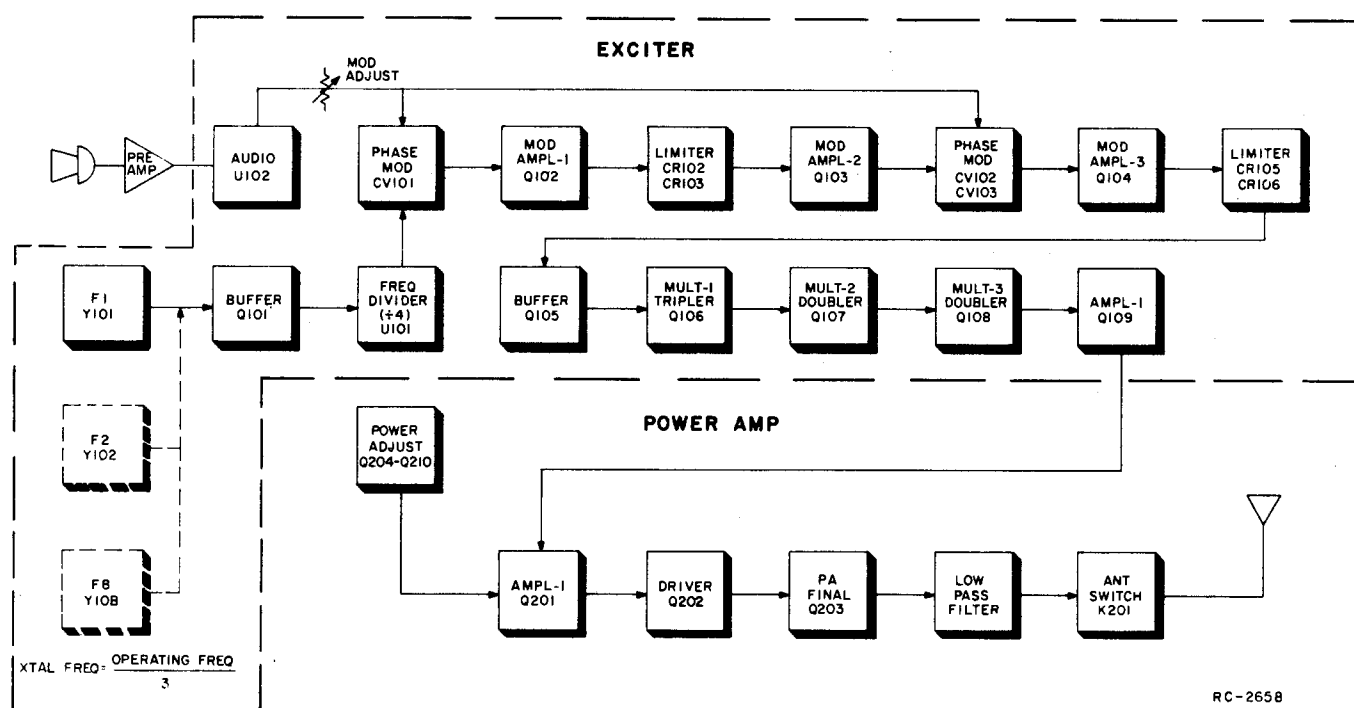 EXCITER
MOD
ADJUST
PRE
AMP
AUDIO
U102
PHASE
MOD
CV101
MOD
AMPL-1
Q102
LIMITER
CR102
CR103
MOD
AMPL-2
Q103
PHASE
MOD
CV102
CV103
MOD
AMPL-3
Q104
LIMITER
CR105
CR106
F1
Y101
BUFFER
Q101
FREQ
DIVIDER
(÷4)
U101
BUFFER
Q105
MULT-1
TRIPLER
Q106
MULT-2
DOUBLER
Q107
MULT-3
DOUBLER
Q108
AMPL-1
Q109
F2
Y102
POWER
ADJUST
Q204-Q210
POWER AMP
F8
Y108
AMPL-1
Q201
DRIVER
Q202
PA
FINAL
Q203
LOW
PASS
FILTER
ANT
SWITCH
K201
XTAL FREQ= OPERATING FREQ
3
RC-2658